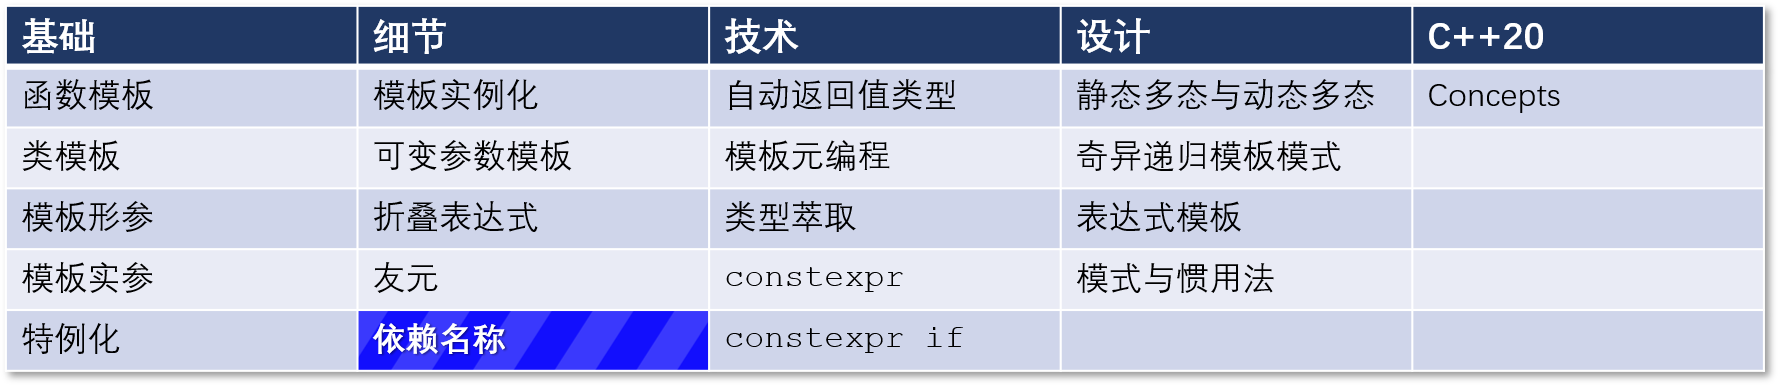 基础 细节 技术 设计 C++20
函数模板 模板实例化 自动返回值类型 静态多态与动态多态 Concepts
类模板 可变参数模板 模板元编程 奇异递归模板模式
模板形参 折叠表达式 类型萃取 表达式模板
模板实参 友元 constexpr 模式与惯用法
特例化 依赖名称 constexpr if